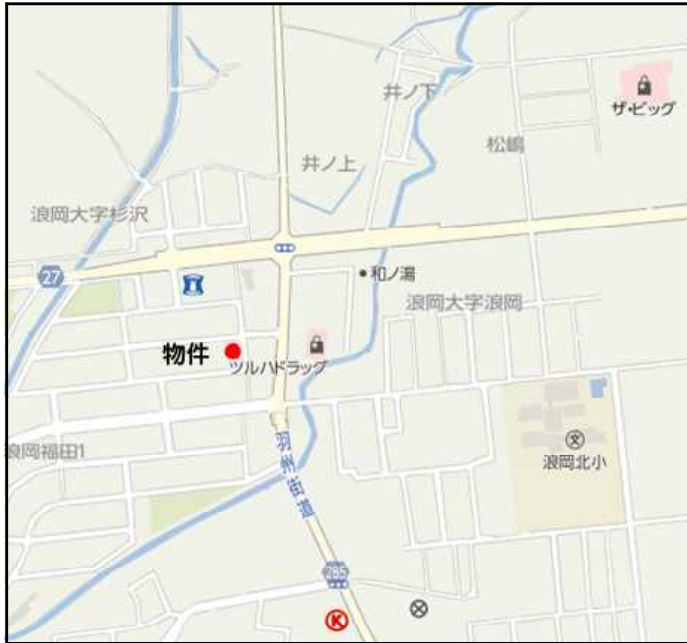 井ノ下
ザ・ビッグ
松嶋
井ノ上
浪岡大字杉沢
27
和ノ湯
浪岡大字浪岡
物件
ツルハドラッグ
浪岡福田1
文
浪岡北小
羽州街道
285
K